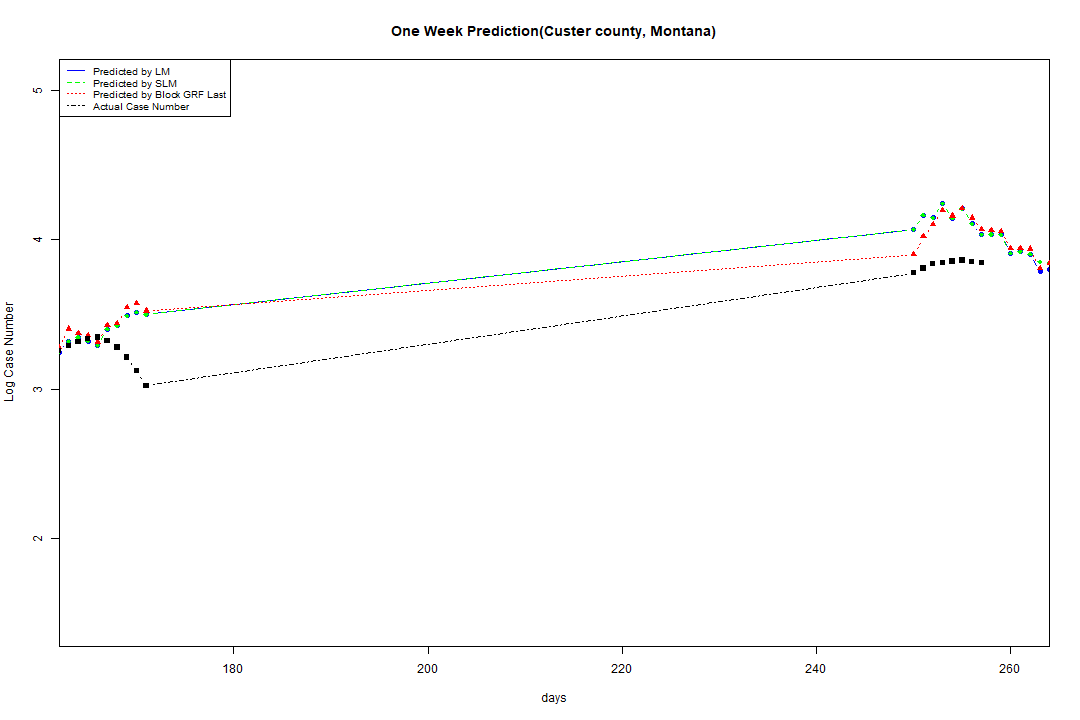 One Week Prediction(Custer county, Montana)
Predicted by LM
Predicted by SLM
Predicted by Block GRF Last
Actual Case Number
5
4
3
2
Log Case Number
180 200 220 240 260
days